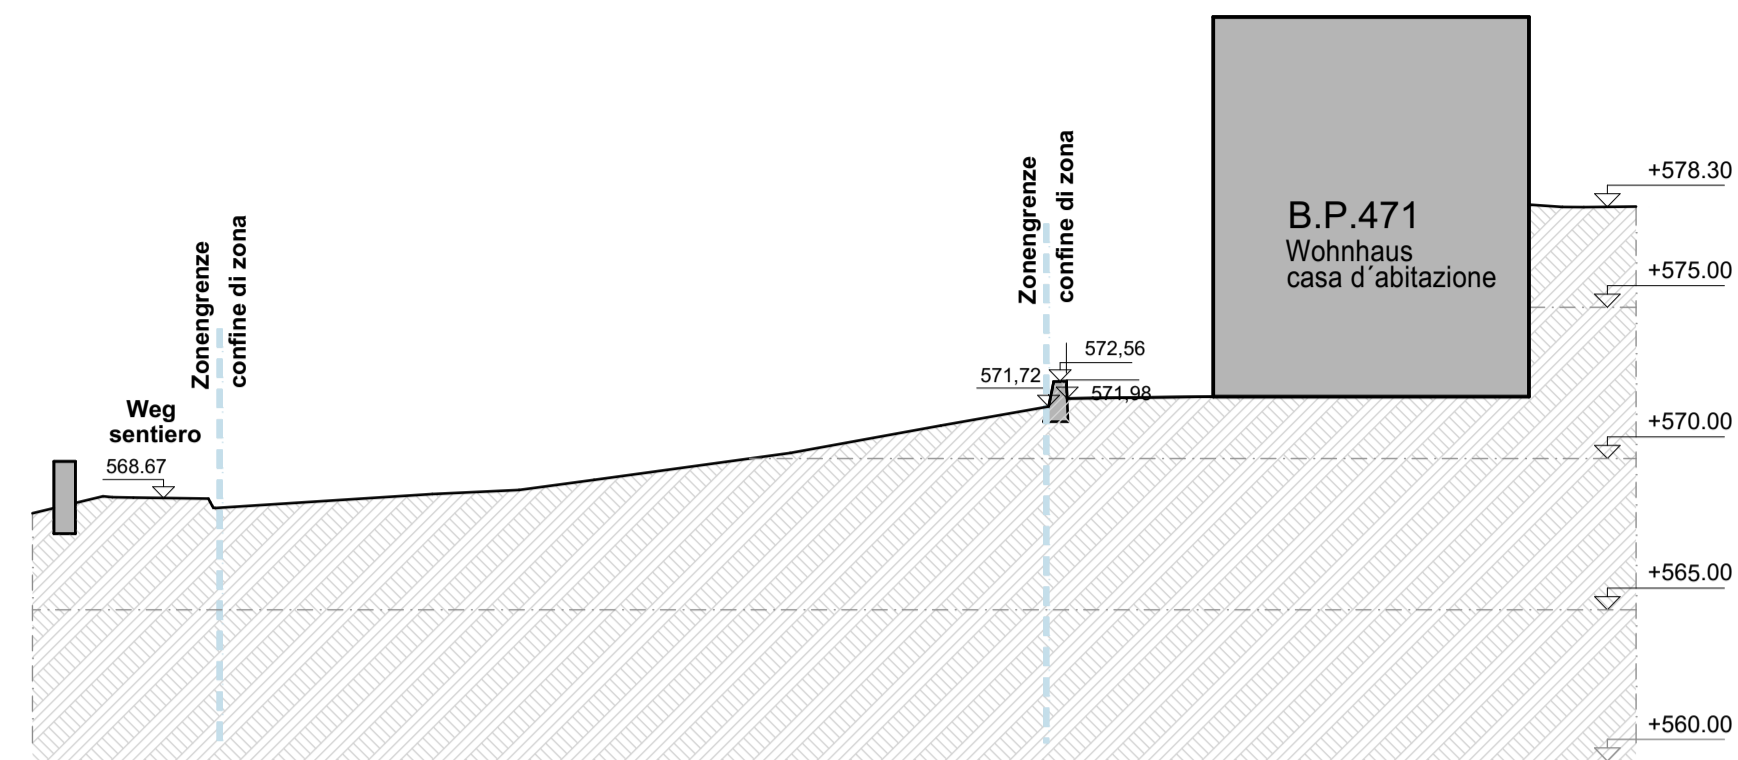 Zonengrenze
confine di zona
Weg
sentiero
568.67
Zonengrenze
confine di zona
572,56
571,72
571,98
B.P.471
Wohnhaus
casa d´abitazione
+578.30
+575.00
+570.00
+565.00
+560.00